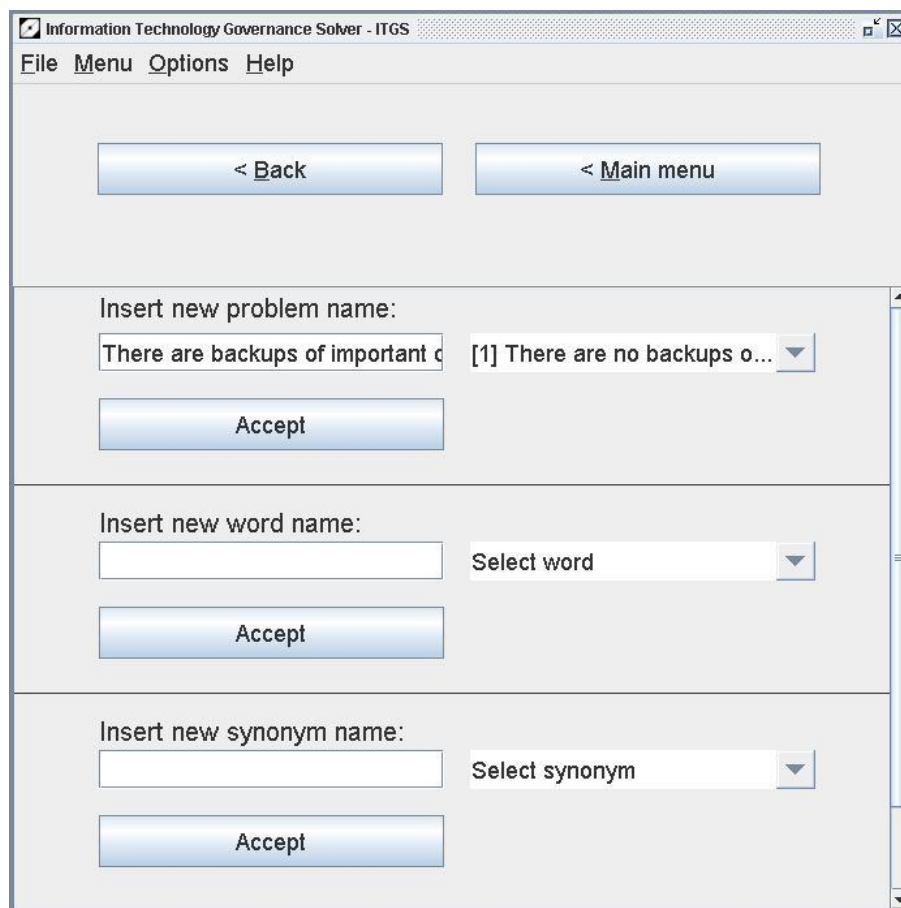 Information Technology Governance Solver - ITGS
File Menu Options Help
< Back < Main menu
Insert new problem name:
There are backups of important [1] There are no backups o...
Accept
Insert new word name:
Select word
Accept
Insert new synonym name:
Select synonym
Accept